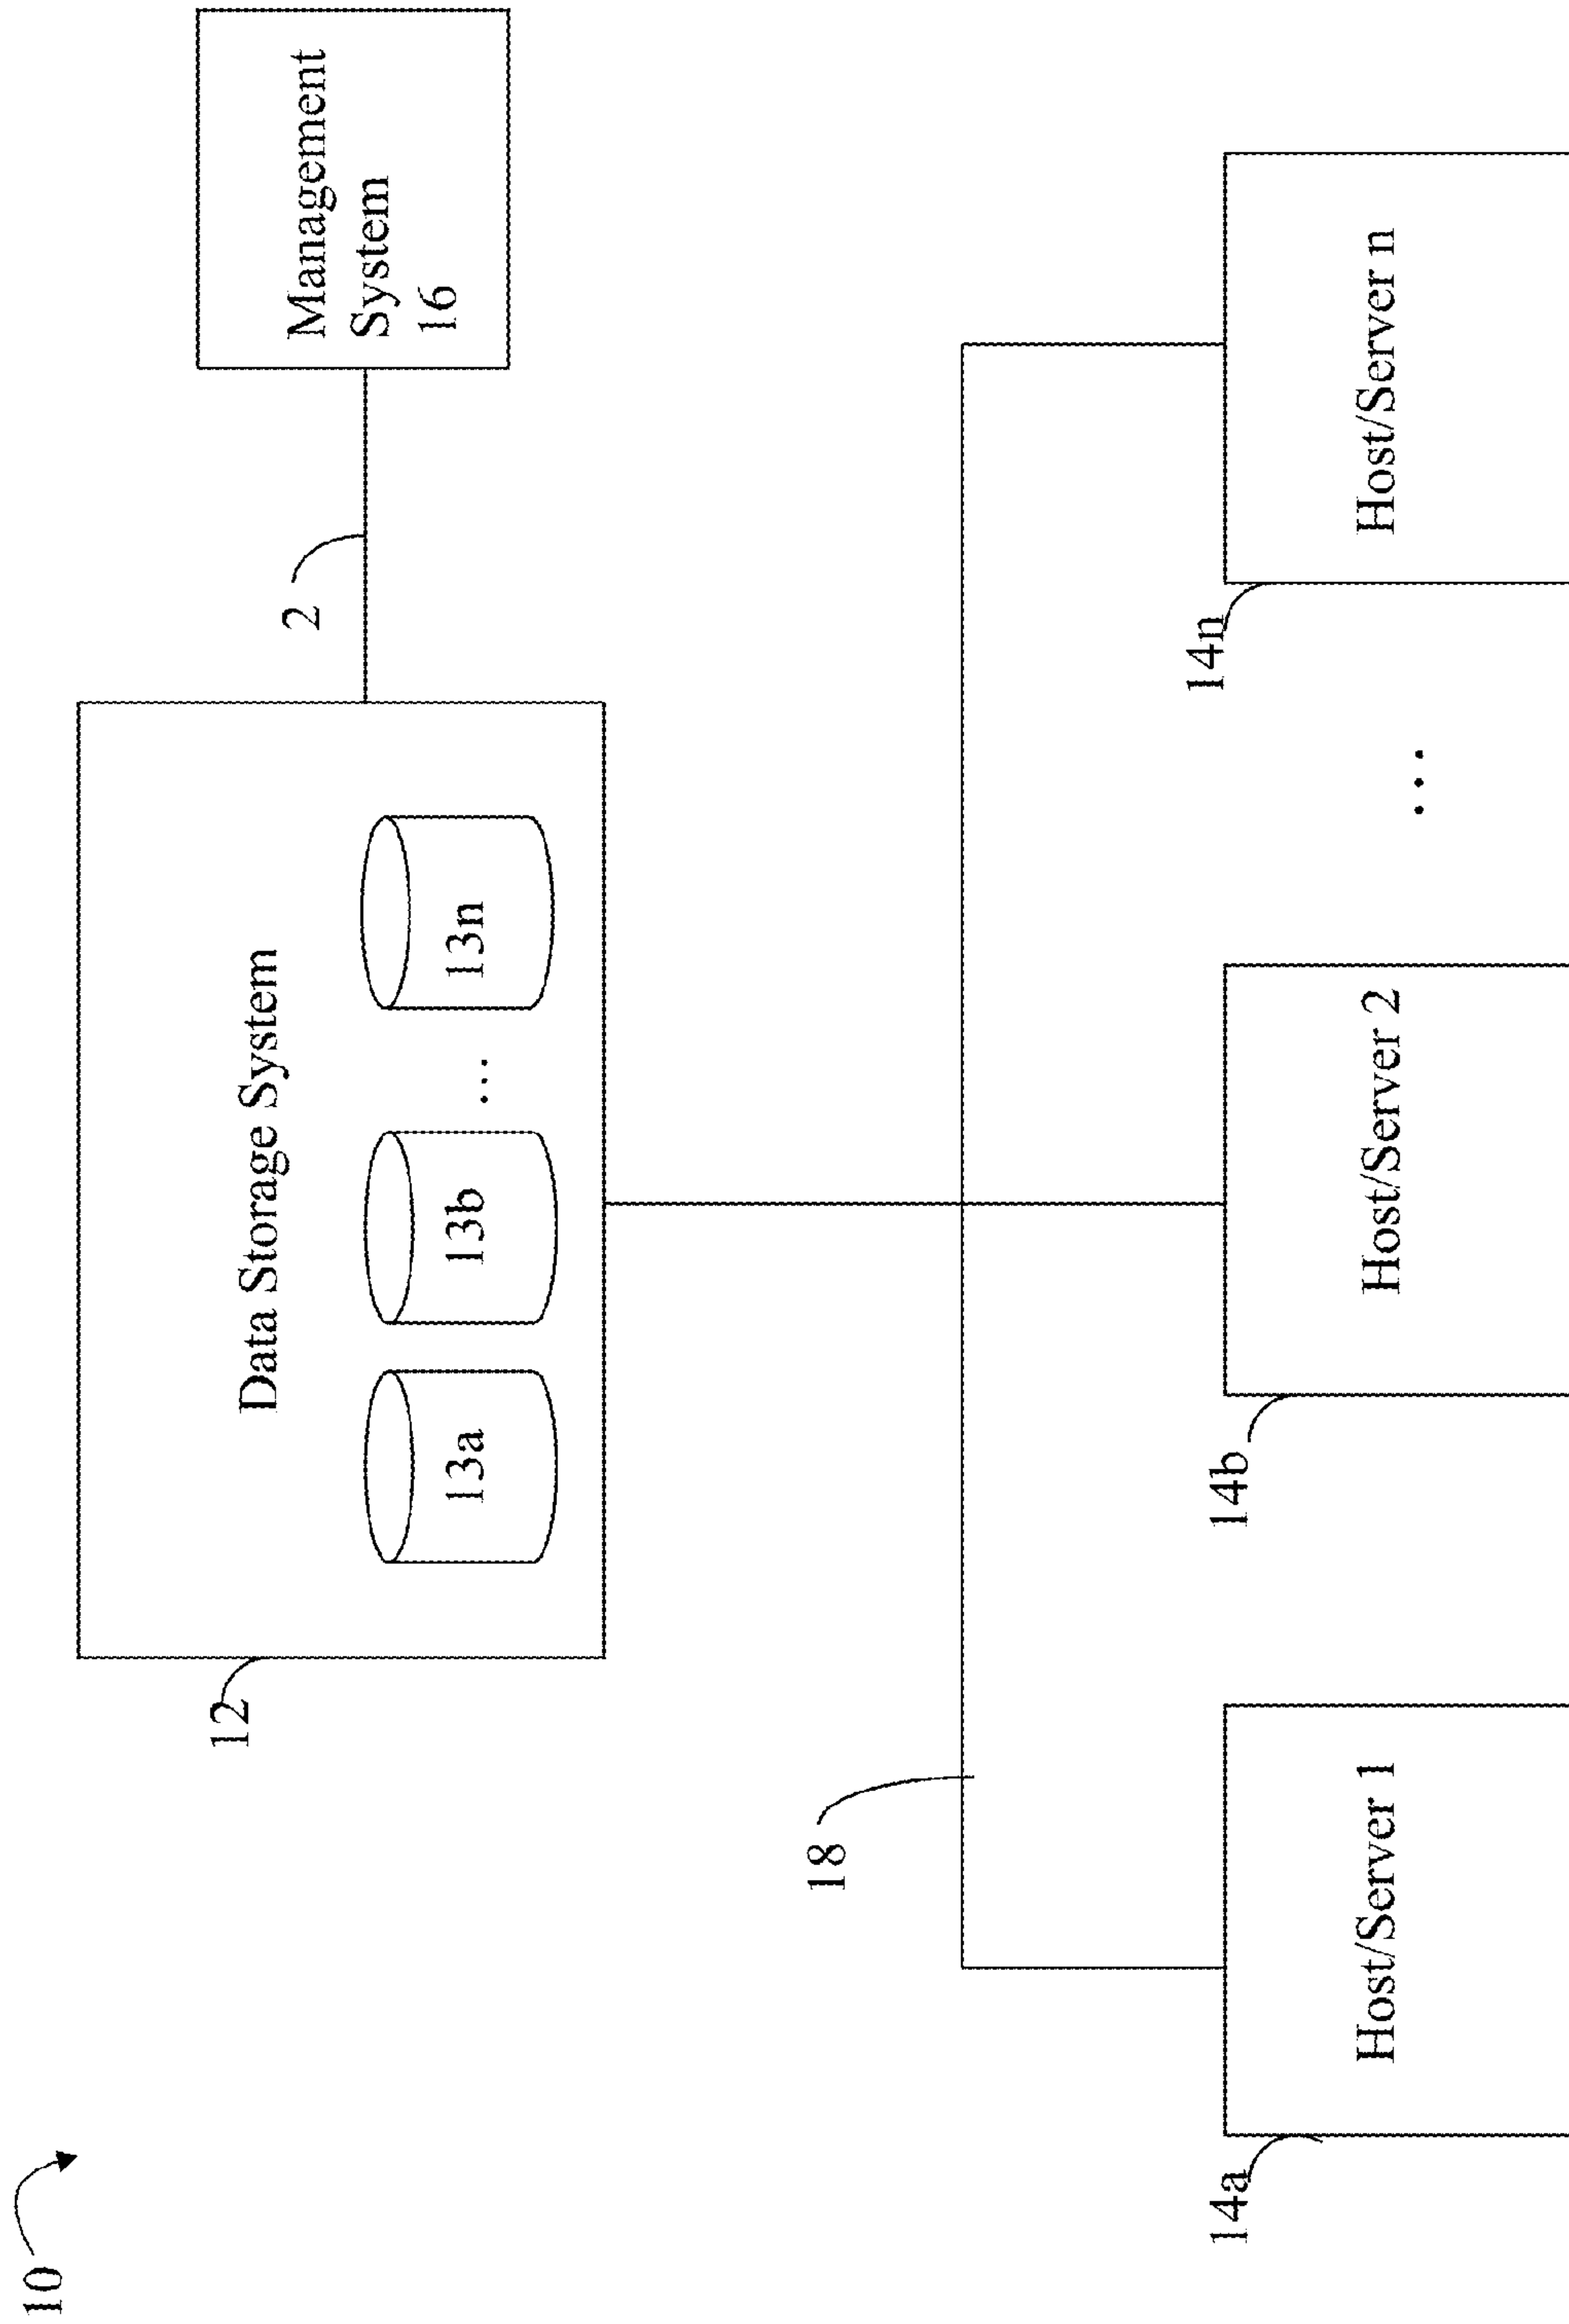 10
12
Data Storage System
13a
13b
...
13n
2
Management
System
16
18
14a
Host/Server 1
14b
Host/Server 2
...
14n
Host/Server n